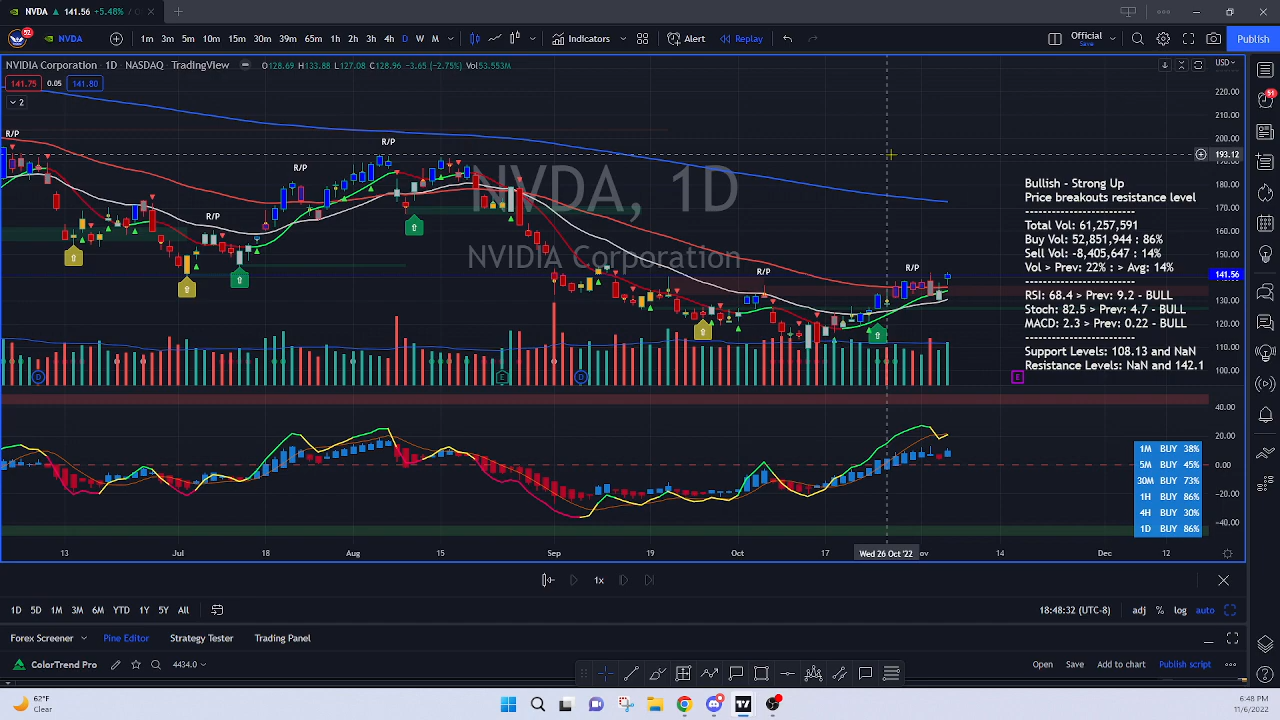 NVDA ▲ 141.56 +5.48% / O
52
NVDA
1m 3m 5m 10m 15m 30m 39m 65m 1h 2h 3h 4h D W M
Indicators
Alert
Replay
Official
Save
Publish
NVIDIA Corporation · 1D · NASDAQ TradingView
O128.69 H133.88 L127.08 C128.96 -3.65 (-2.75%) Vol53.553M
USD
141.75 0.05 141.80
2
51
NVDA, 1D
NVIDIA Corporation
R/P
R/P
R/P
R/P
R/P
R/P
220.00
210.00
200.00
193.12
180.00
170.00
160.00
150.00
141.56
130.00
120.00
110.00
100.00
Bullish - Strong Up
Price breakouts resistance level
-----------------------
Total Vol: 61,257,591
Buy Vol: 52,851,944 : 86%
Sell Vol: -8,405,647 : 14%
Vol > Prev: 22% : > Avg: 14%
-----------------------
RSI: 68.4 > Prev: 9.2 - BULL
Stoch: 82.5 > Prev: 4.7 - BULL
MACD: 2.3 > Prev: 0.22 - BULL
-----------------------
Support Levels: 108.13 and NaN
Resistance Levels: NaN and 142.1
D
E
D
E
40.00
20.00
0.00
-20.00
-40.00
1M BUY 38%
5M BUY 45%
30M BUY 73%
1H BUY 86%
4H BUY 30%
1D BUY 86%
13 Jul 18 Aug 15 Sep 19 Oct 17 Wed 26 Oct '22 ov 14 Dec 12
1x
1D 5D 1M 3M 6M YTD 1Y 5Y All
18:48:32 (UTC-8)
adj % log auto
Forex Screener Pine Editor Strategy Tester Trading Panel
ColorTrend Pro
4434.0
Open Save Add to chart Publish script
62°F
Clear
6:48 PM
11/6/2022